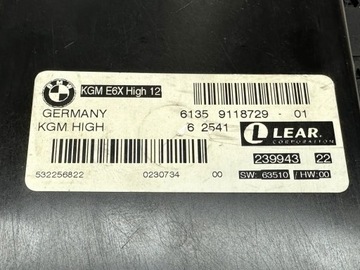 BMW
KGM E6X High 12
GERMANY 6135 9118729 - 01
KGM HIGH 6 2541
L LEAR®
CORPORATION
239943 22
532256822 0230734 00 SW: 63510 / HW:00